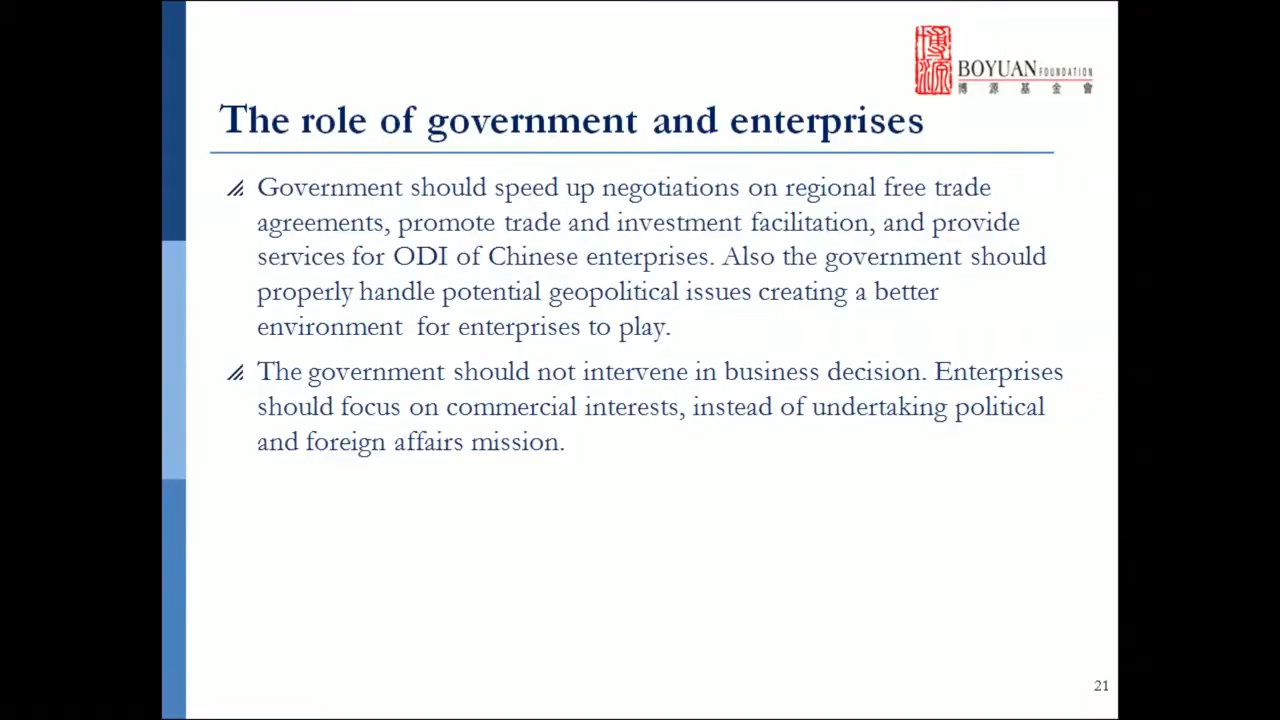 博源
BOYUAN FOUNDATION
博源基金會
The role of government and enterprises
Government should speed up negotiations on regional free trade
agreements, promote trade and investment facilitation, and provide
services for ODI of Chinese enterprises. Also the government should
properly handle potential geopolitical issues creating a better
environment for enterprises to play.
The government should not intervene in business decision. Enterprises
should focus on commercial interests, instead of undertaking political
and foreign affairs mission.
21